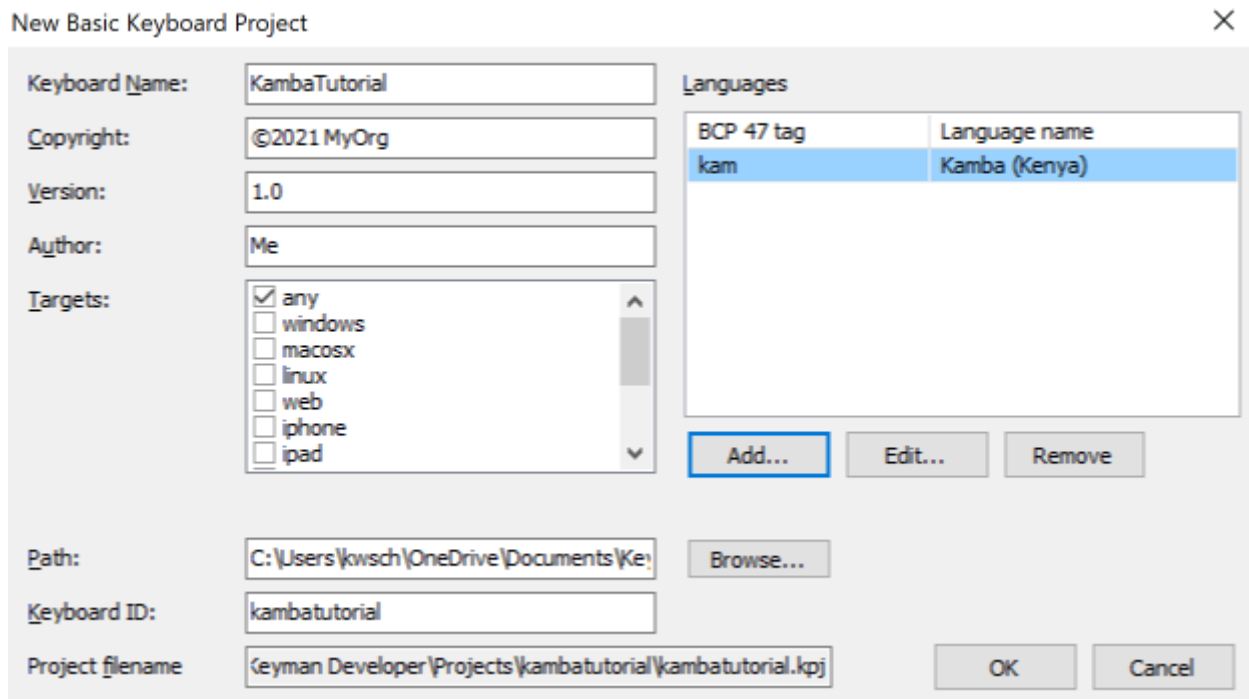 New Basic Keyboard Project
Keyboard Name:
KambaTutorial
Copyright:
©2021 MyOrg
Version:
1.0
Author:
Me
Targets:
any
windows
macosx
linux
web
iphone
ipad
Languages
BCP 47 tag Language name
kam Kamba (Kenya)
Add... Edit... Remove
Path:
C:\Users\kwsch\OneDrive\Documents\Key
Browse...
Keyboard ID:
kambatutorial
Project filename
Keyman Developer\Projects\kambatutorial\kambatutorial.kpj
OK Cancel